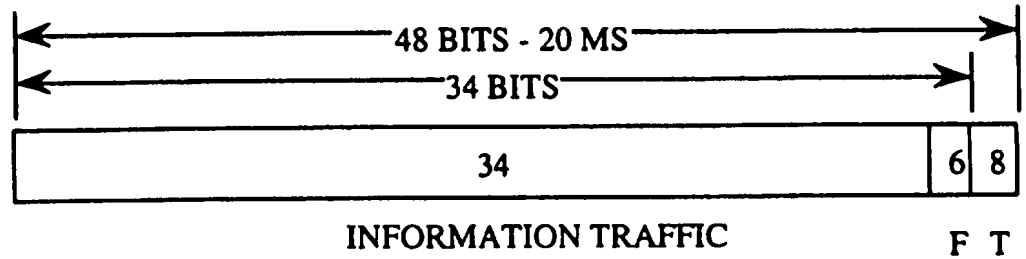 48 BITS - 20 MS
34 BITS
34 6 8
INFORMATION TRAFFIC F T